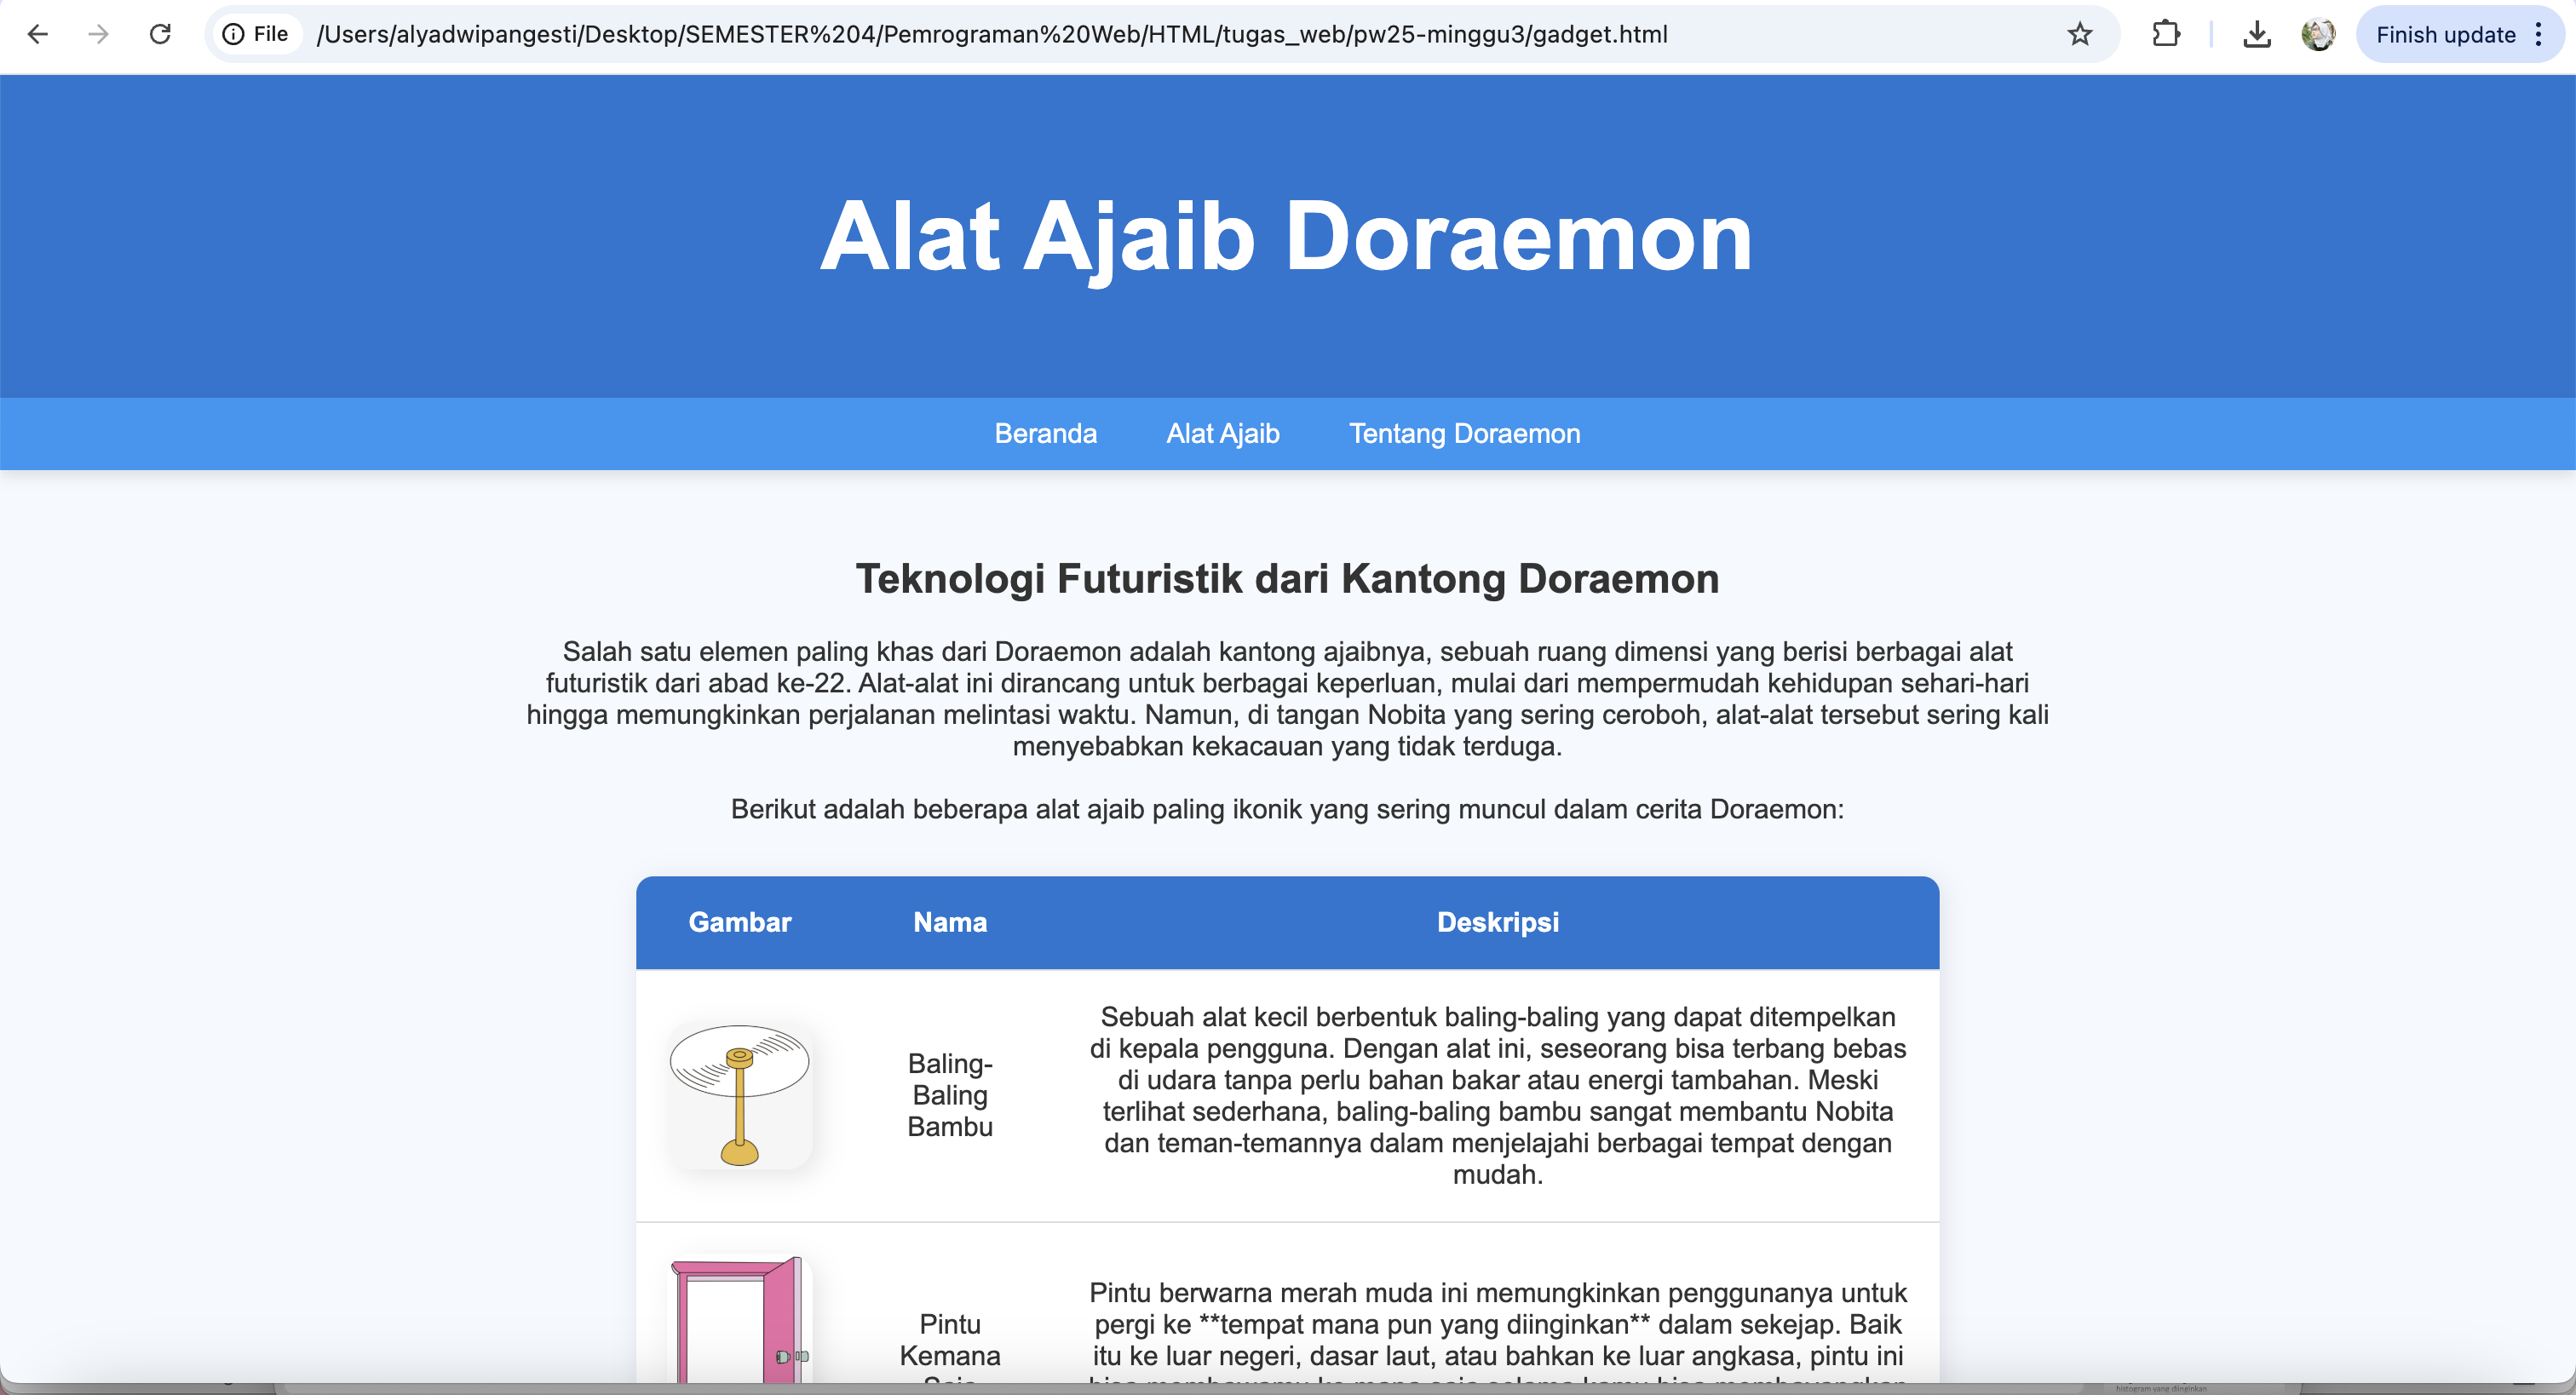 File /Users/alyadwipangesti/Desktop/SEMESTER%204/Pemrograman%20Web/HTML/tugas_web/pw25-minggu3/gadget.html Finish update
Alat Ajaib Doraemon
Beranda Alat Ajaib Tentang Doraemon
Teknologi Futuristik dari Kantong Doraemon
Salah satu elemen paling khas dari Doraemon adalah kantong ajaibnya, sebuah ruang dimensi yang berisi berbagai alat
futuristik dari abad ke-22. Alat-alat ini dirancang untuk berbagai keperluan, mulai dari mempermudah kehidupan sehari-hari
hingga memungkinkan perjalanan melintasi waktu. Namun, di tangan Nobita yang sering ceroboh, alat-alat tersebut sering kali
menyebabkan kekacauan yang tidak terduga.
Berikut adalah beberapa alat ajaib paling ikonik yang sering muncul dalam cerita Doraemon:
Gambar Nama Deskripsi
Baling-
Baling
Bambu
Sebuah alat kecil berbentuk baling-baling yang dapat ditempelkan
di kepala pengguna. Dengan alat ini, seseorang bisa terbang bebas
di udara tanpa perlu bahan bakar atau energi tambahan. Meski
terlihat sederhana, baling-baling bambu sangat membantu Nobita
dan teman-temannya dalam menjelajahi berbagai tempat dengan
mudah.
Pintu
Kemana
Pintu berwarna merah muda ini memungkinkan penggunanya untuk
pergi ke **tempat mana pun yang diinginkan** dalam sekejap. Baik
itu ke luar negeri, dasar laut, atau bahkan ke luar angkasa, pintu ini
histogram yang diinginkan